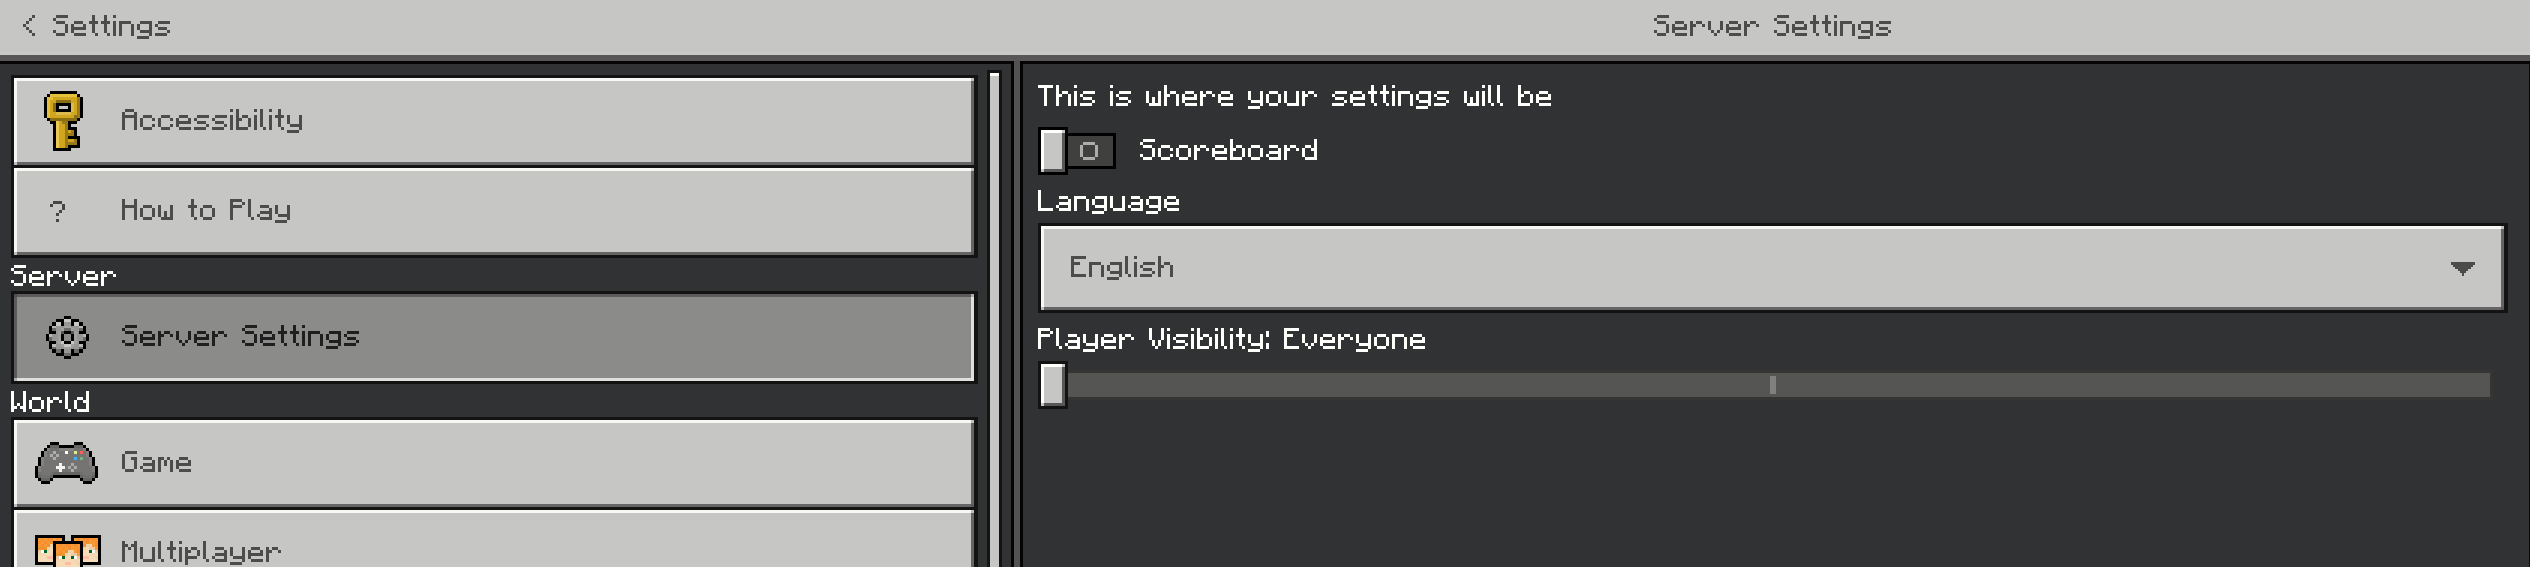 < Settings
Server Settings
Accessibility
? How to Play
Server
Server Settings
World
Game
Multiplayer
This is where your settings will be
Scoreboard
Language
English
Player Visibility: Everyone